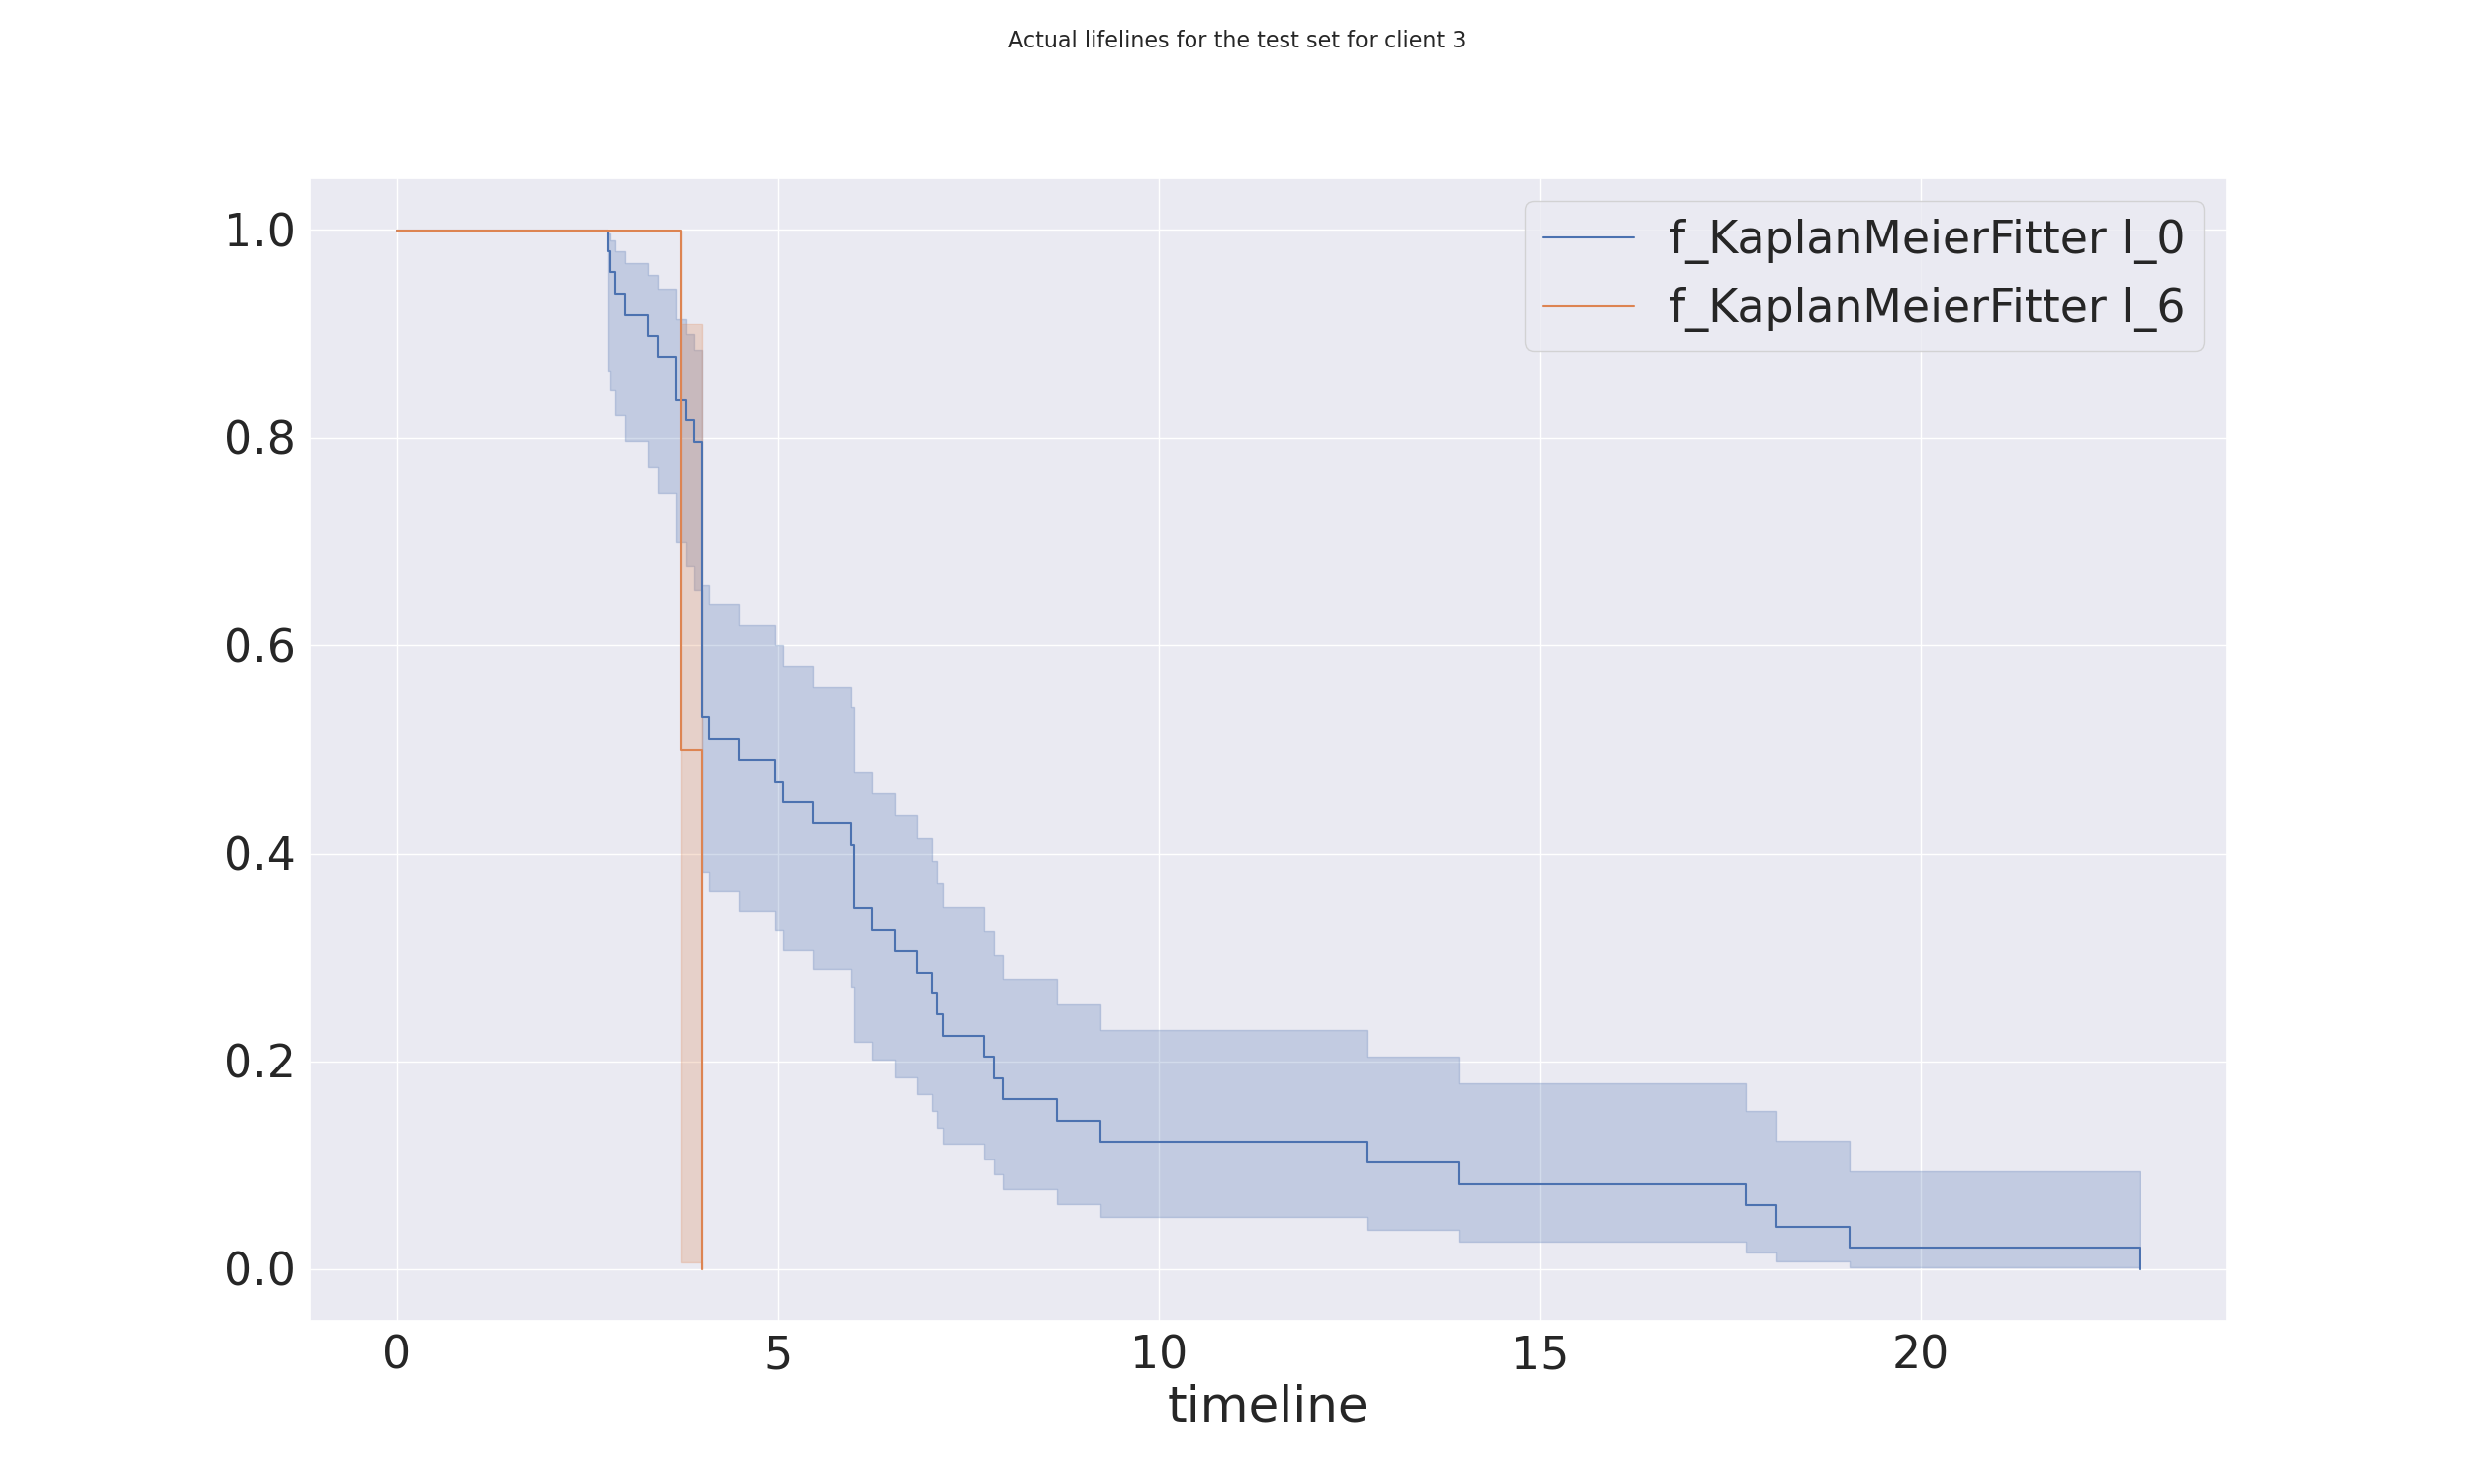 Actual lifelines for the test set for client 3
f_KaplanMeierFitter l_0
f_KaplanMeierFitter l_6
1.0
0.8
0.6
0.4
0.2
0.0
0 5 10 15 20
timeline